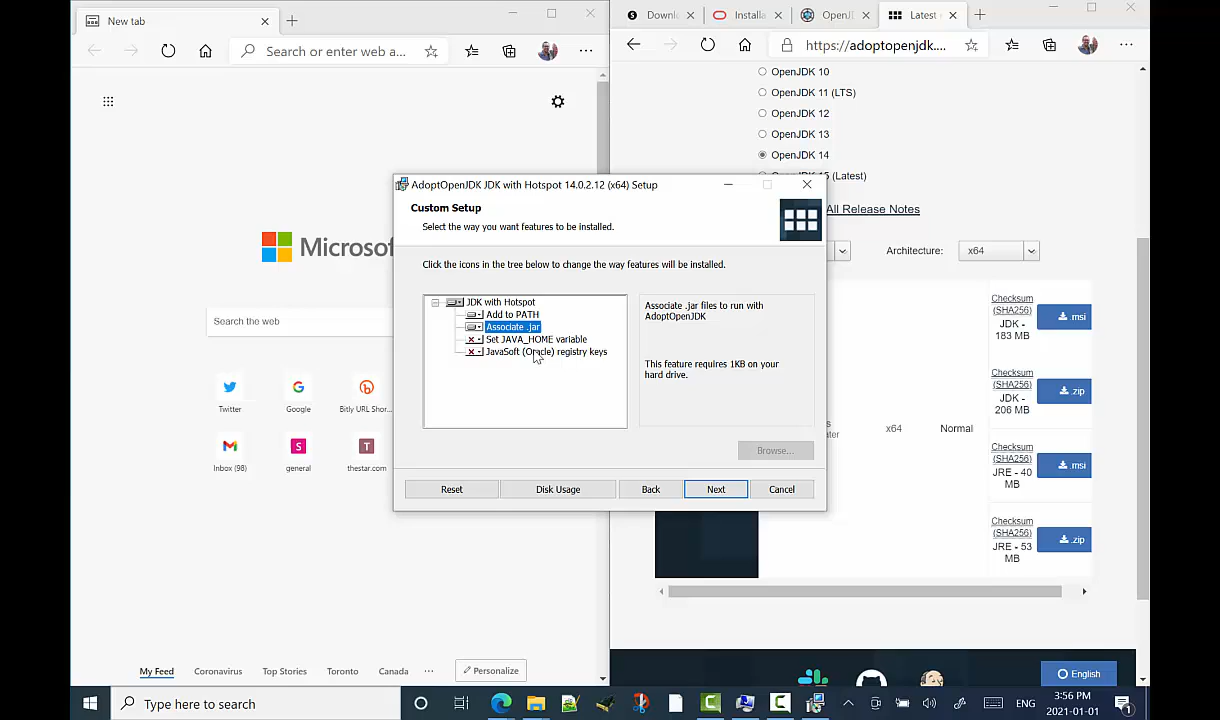 New tab
Search or enter web a...
Microsof
Search the web
Twitter
Google
Bitly URL Shor...
Inbox (98)
general
thestar.com
My Feed
Coronavirus
Top Stories
Toronto
Canada
Personalize
Downl
Installa
OpenJ
Latest
https://adoptopenjdk....
OpenJDK 10
OpenJDK 11 (LTS)
OpenJDK 12
OpenJDK 13
OpenJDK 14
(Latest)
All Release Notes
Architecture:
x64
Checksum
(SHA256)
JDK -
183 MB
.msi
Checksum
(SHA256)
JDK -
206 MB
.zip
x64
Normal
Checksum
(SHA256)
JRE - 40
MB
.msi
Checksum
(SHA256)
JRE - 53
MB
.zip
English
AdoptOpenJDK JDK with Hotspot 14.0.2.12 (x64) Setup
Custom Setup
Select the way you want features to be installed.
Click the icons in the tree below to change the way features will be installed.
JDK with Hotspot
Add to PATH
Associate .jar
Set JAVA_HOME variable
JavaSoft (Oracle) registry keys
Associate .jar files to run with
AdoptOpenJDK
This feature requires 1KB on your
hard drive.
Browse...
Reset
Disk Usage
Back
Next
Cancel
Type here to search
ENG
3:56 PM
2021-01-01
1